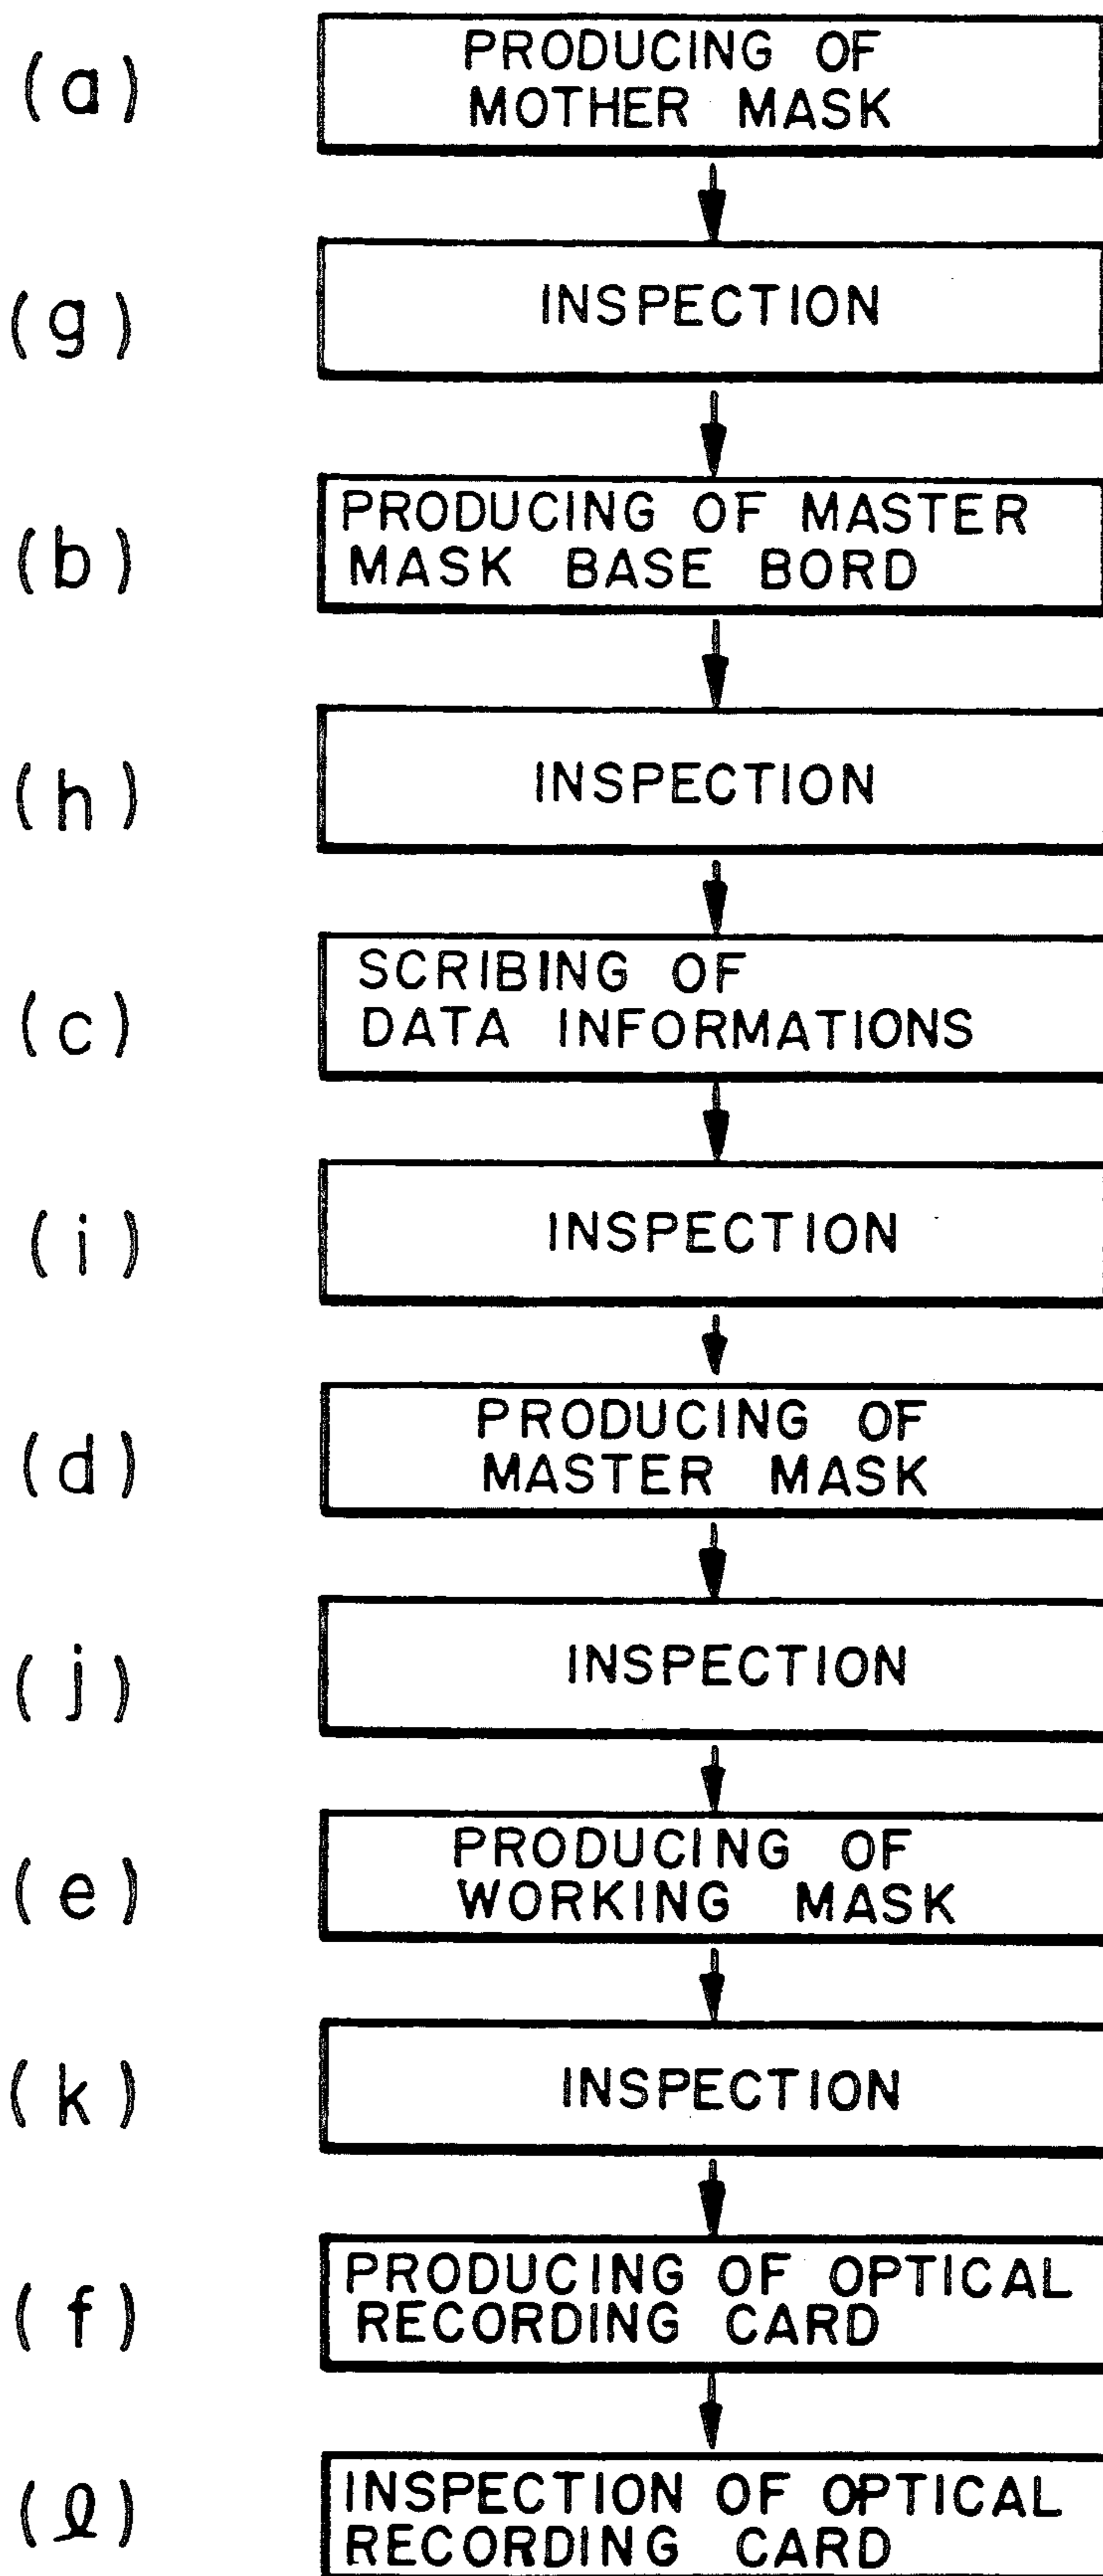 (a) PRODUCING OF
MOTHER MASK
(g) INSPECTION
(b) PRODUCING OF MASTER
MASK BASE BORD
(h) INSPECTION
(c) SCRIBING OF
DATA INFORMATIONS
(i) INSPECTION
(d) PRODUCING OF
MASTER MASK
(j) INSPECTION
(e) PRODUCING OF
WORKING MASK
(k) INSPECTION
(f) PRODUCING OF OPTICAL
RECORDING CARD
(l) INSPECTION OF OPTICAL
RECORDING CARD